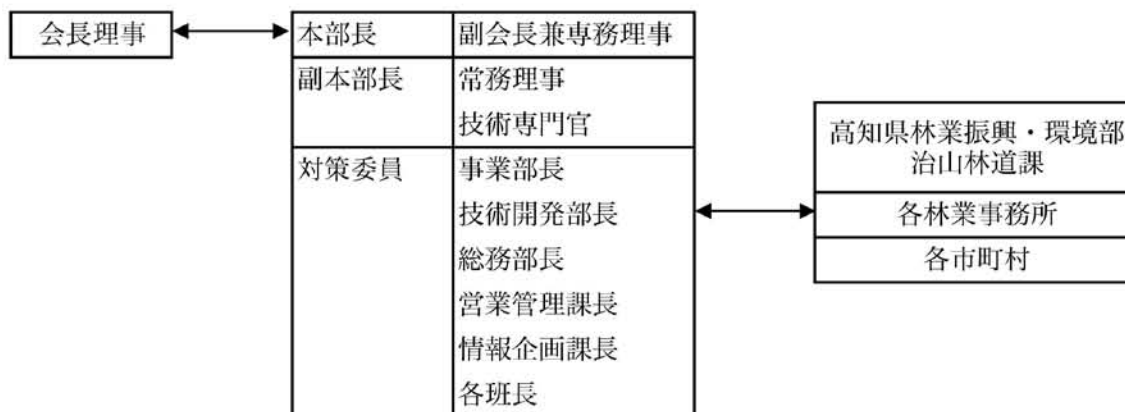 会長理事
本部長 副会長兼専務理事
副本部長 常務理事
技術専門官
対策委員 事業部長
技術開発部長
総務部長
営業管理課長
情報企画課長
各班長
高知県林業振興・環境部
治山林道課
各林業事務所
各市町村